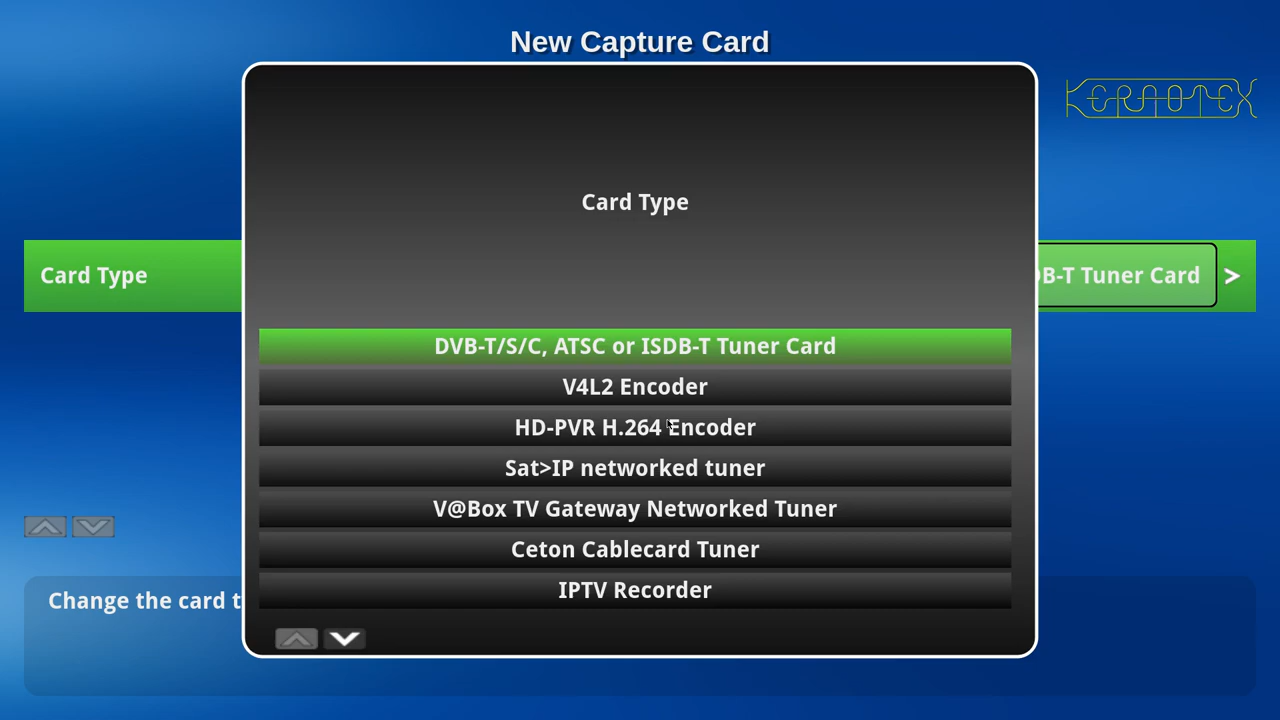 New Capture Card
KERNOTEX
Card Type
Card Type
DB-T Tuner Card >
DVB-T/S/C, ATSC or ISDB-T Tuner Card
V4L2 Encoder
HD-PVR H.264 Encoder
Sat>IP networked tuner
V@Box TV Gateway Networked Tuner
Ceton Cablecard Tuner
IPTV Recorder
Change the card t